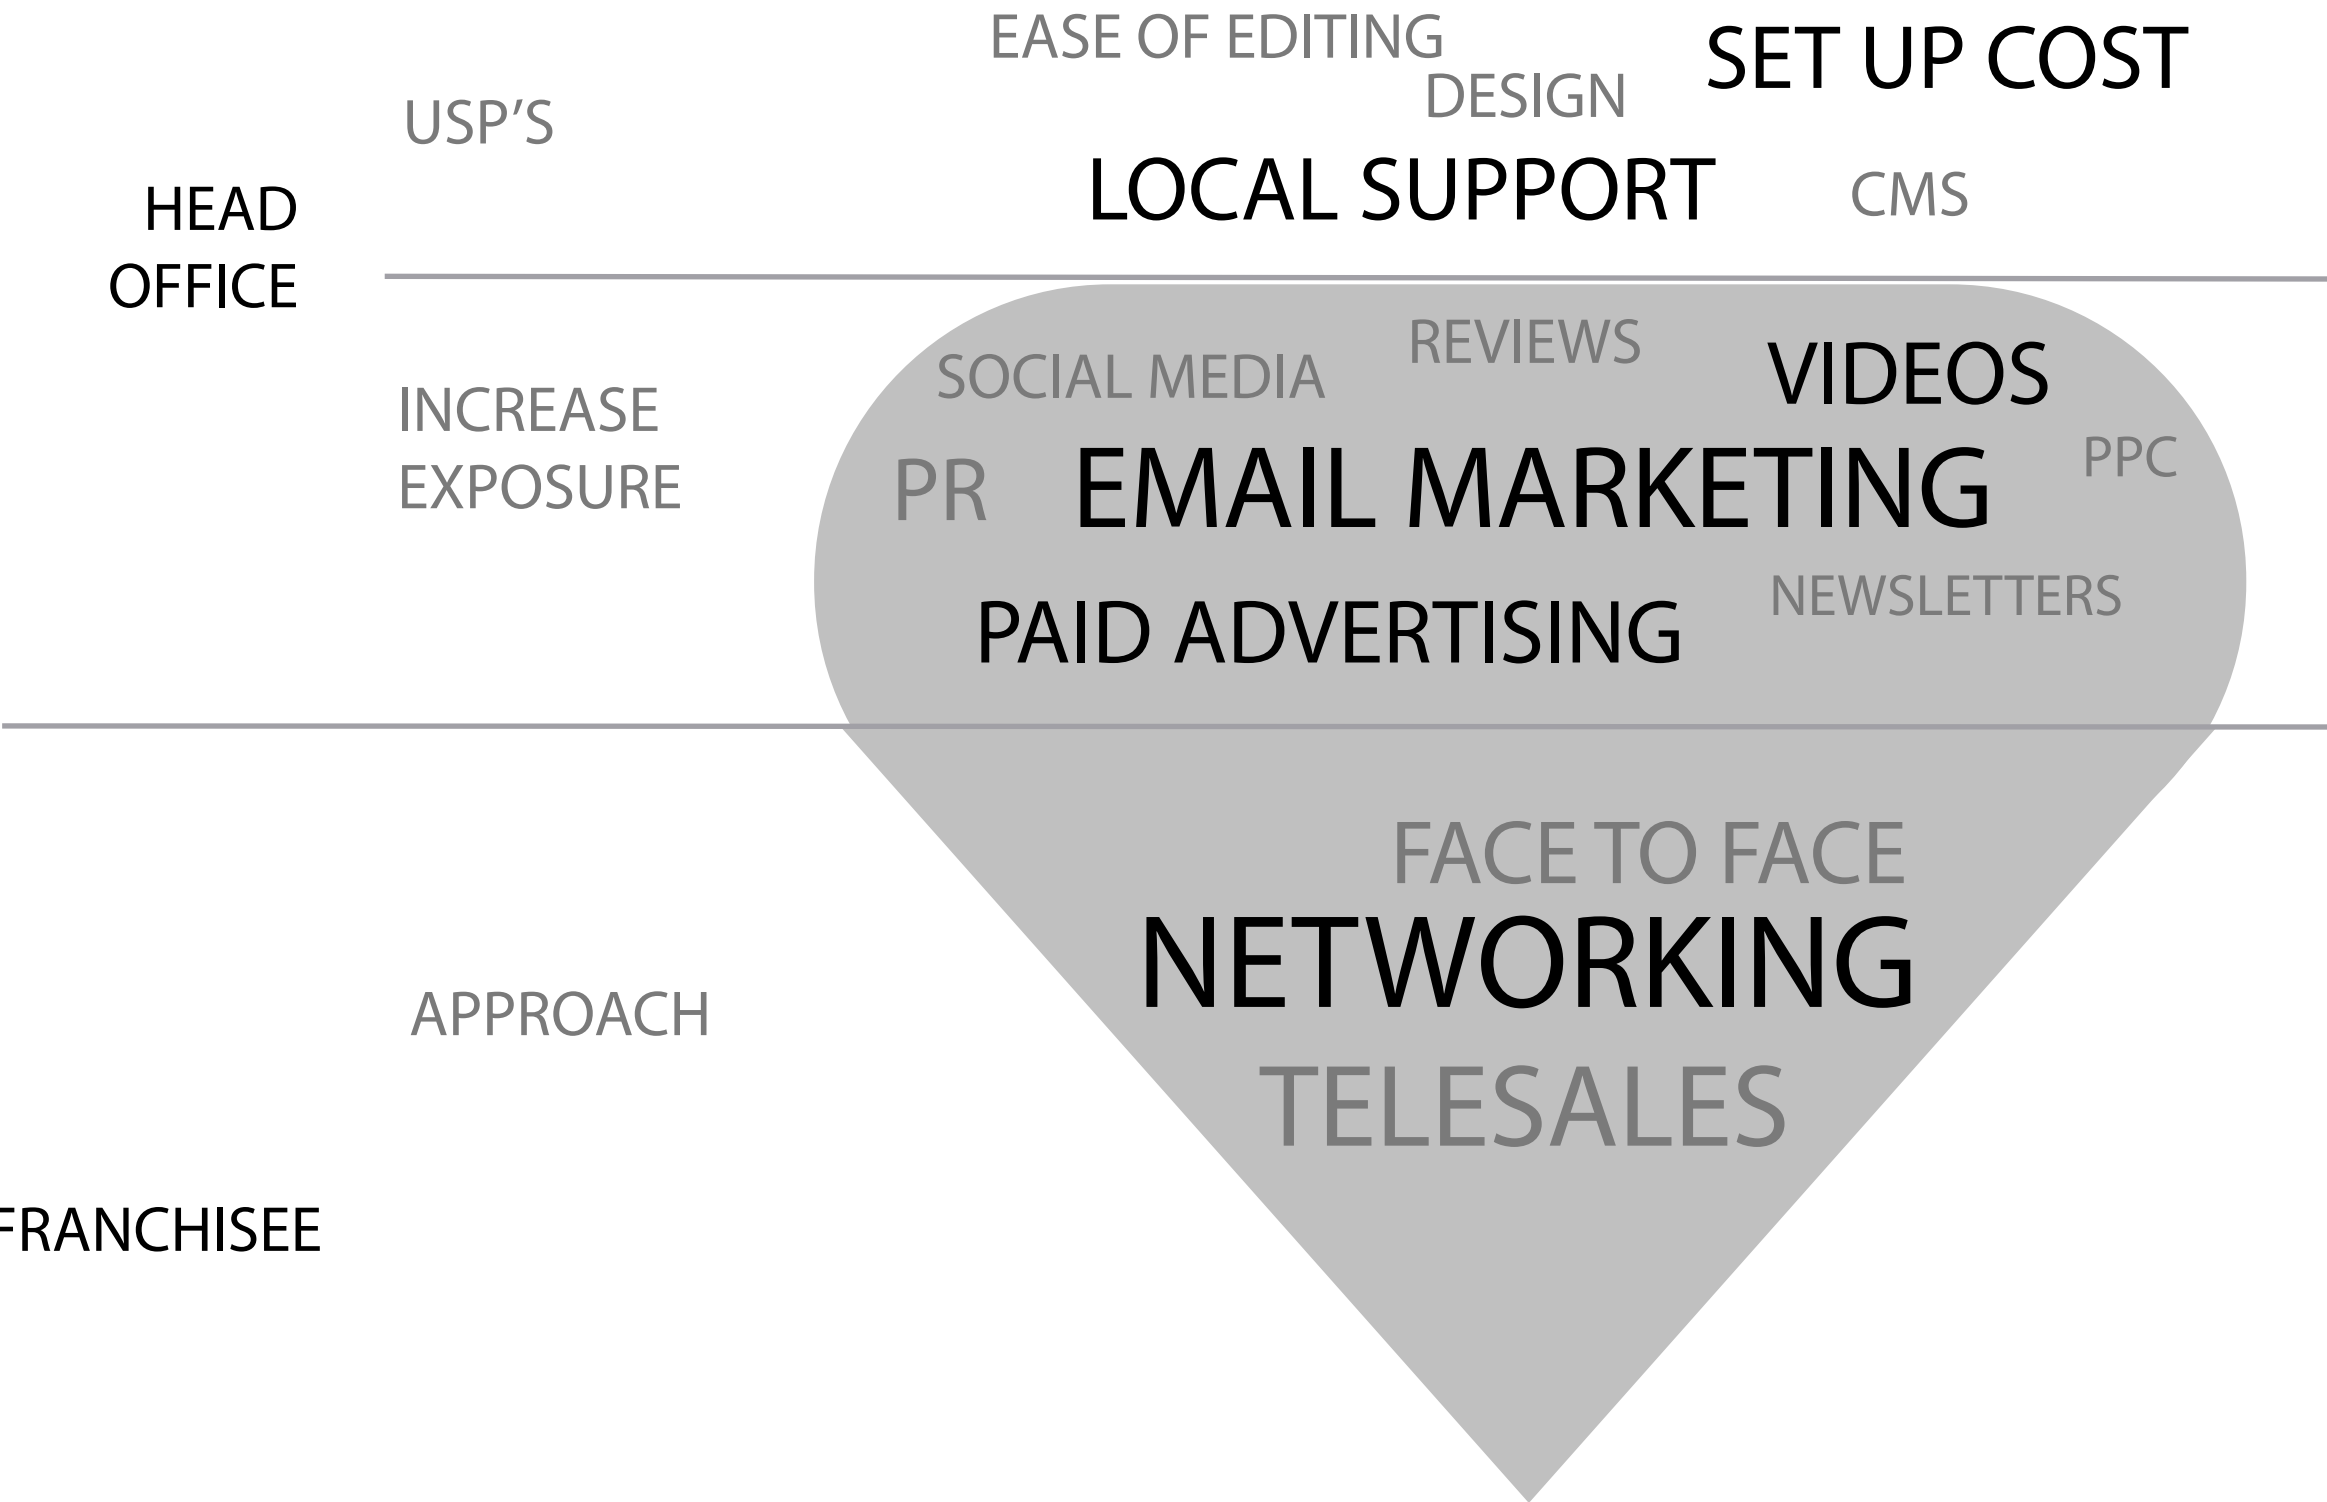 EASE OF EDITING
SET UP COST
DESIGN
USP'S
LOCAL SUPPORT
CMS
HEAD
OFFICE
REVIEWS
VIDEOS
SOCIAL MEDIA
INCREASE
EXPOSURE
PR
EMAIL MARKETING
PPC
PAID ADVERTISING
NEWSLETTERS
FACE TO FACE
NETWORKING
APPROACH
TELESALES
FRANCHISEE